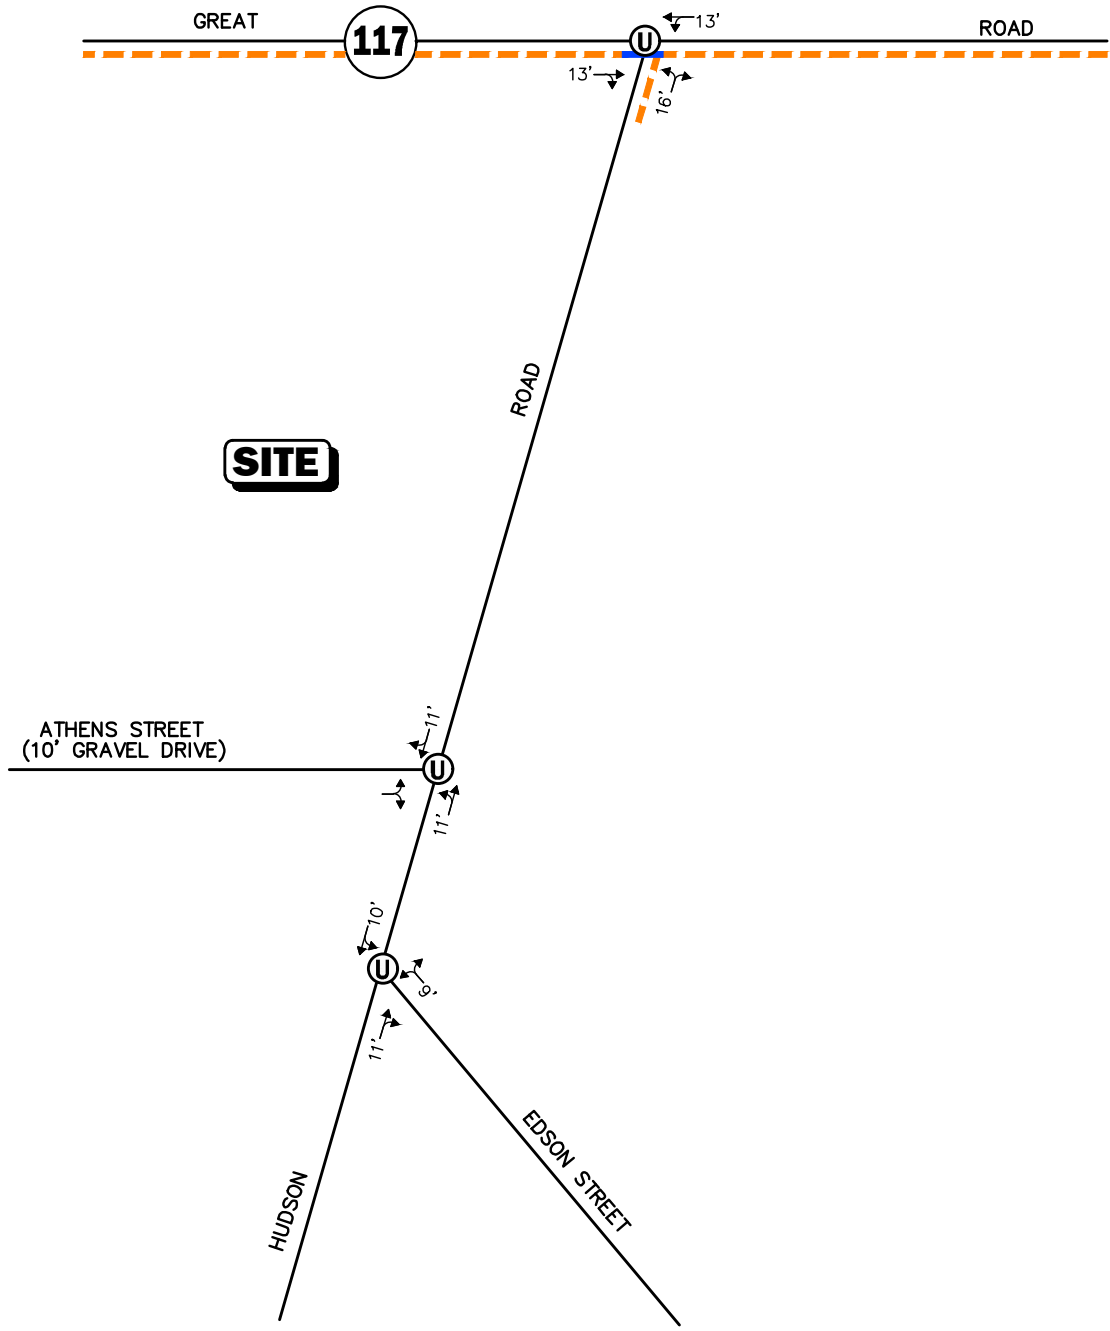 GREAT
117
U
13'
ROAD
13'
16'
ROAD
SITE
11'
ATHENS STREET
(10' GRAVEL DRIVE)
U
11'
10'
U
9'
11'
EDSON STREET
HUDSON